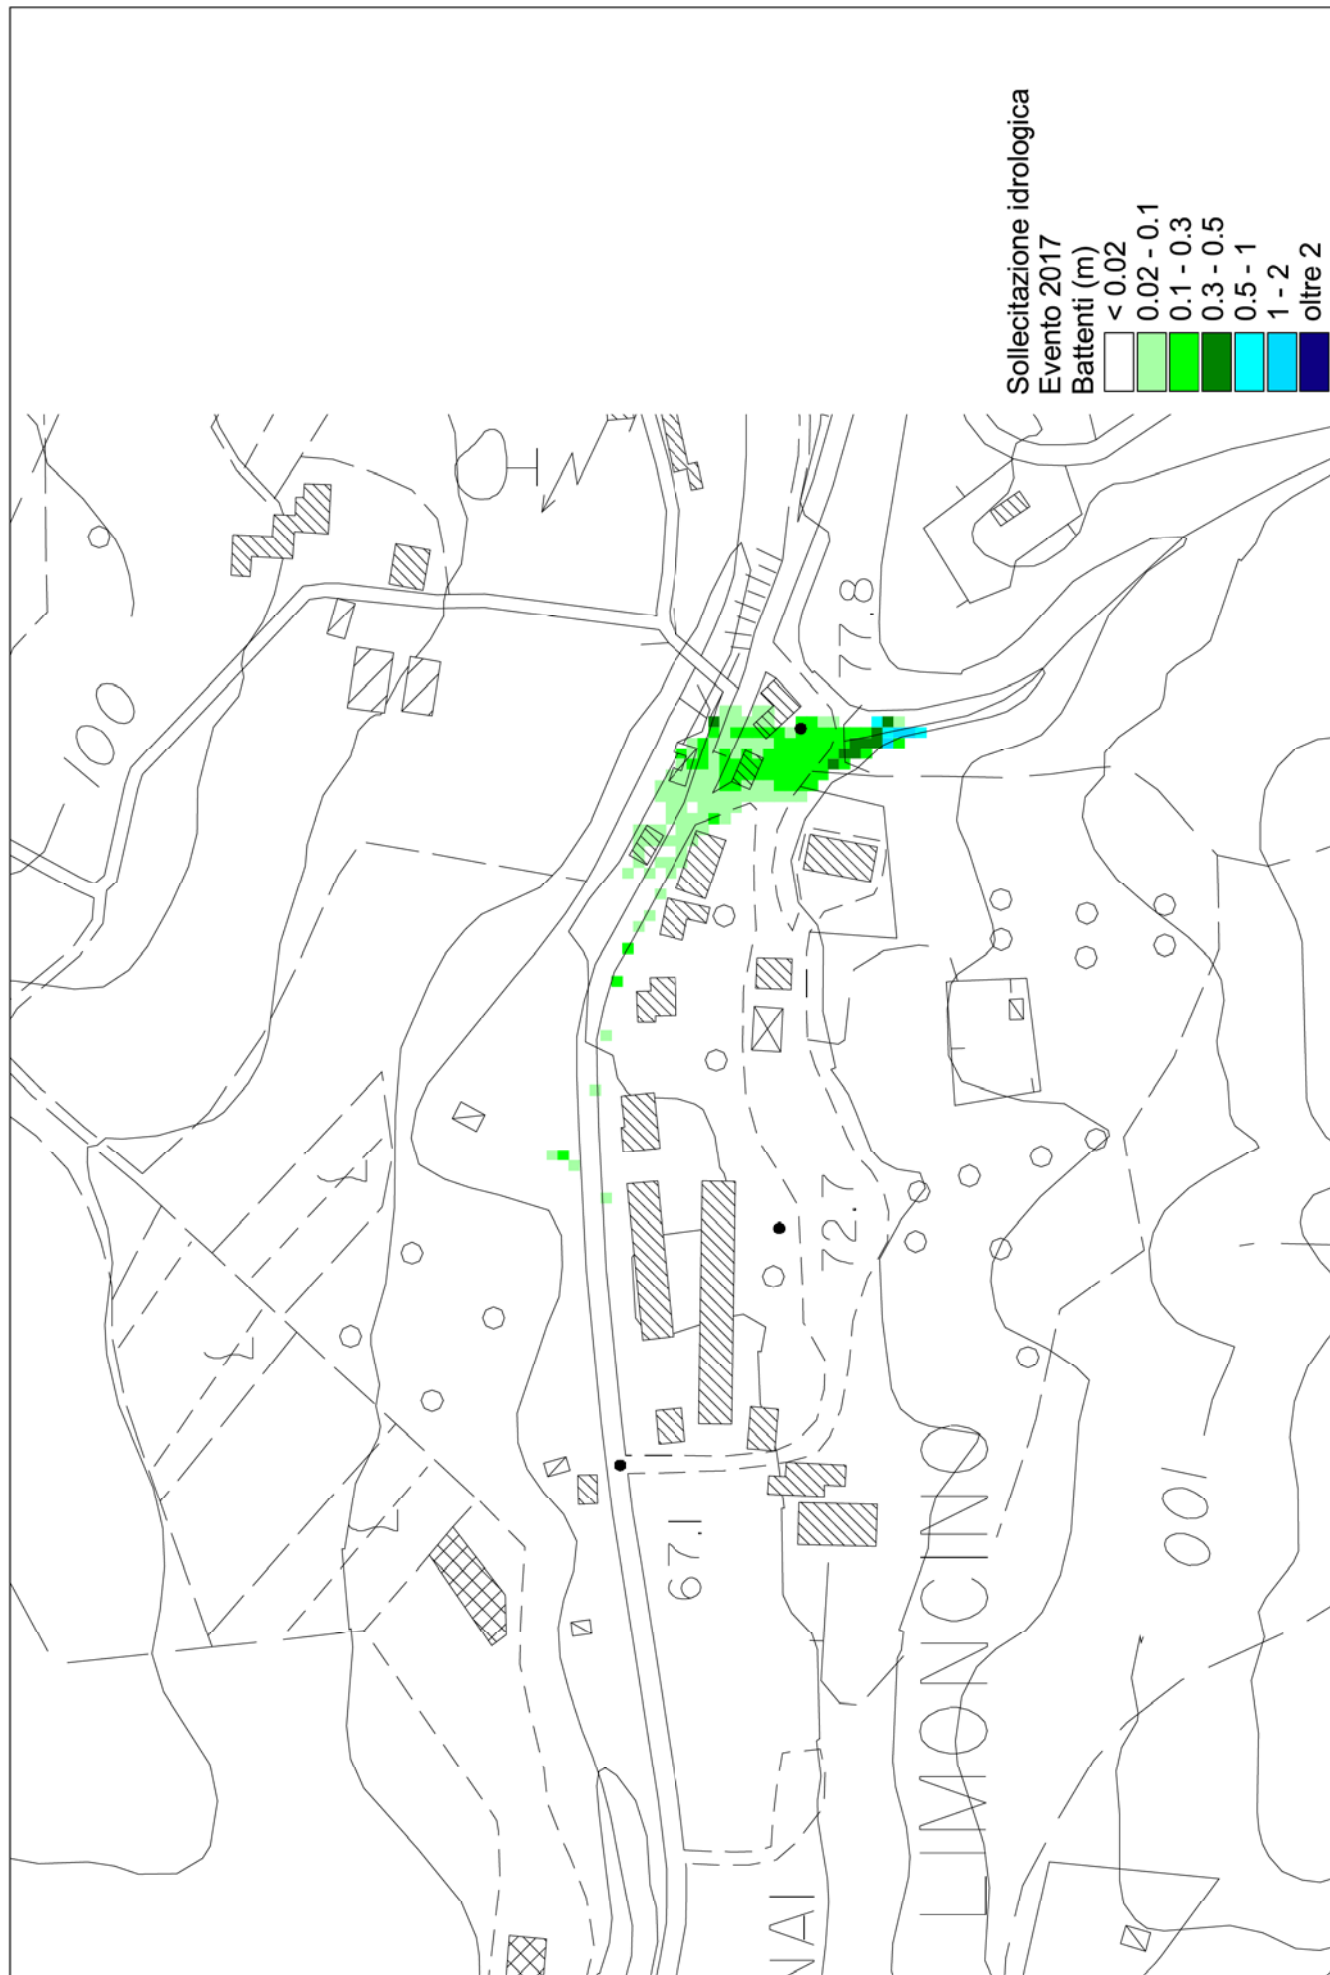 Sollecitazione idrologica
Evento 2017
Battenti (m)
< 0.02
0.02 - 0.1
0.1 - 0.3
0.3 - 0.5
0.5 - 1
1 - 2
oltre 2
100
77.8
72.7
67.1
LIMONCINO
NAI
100